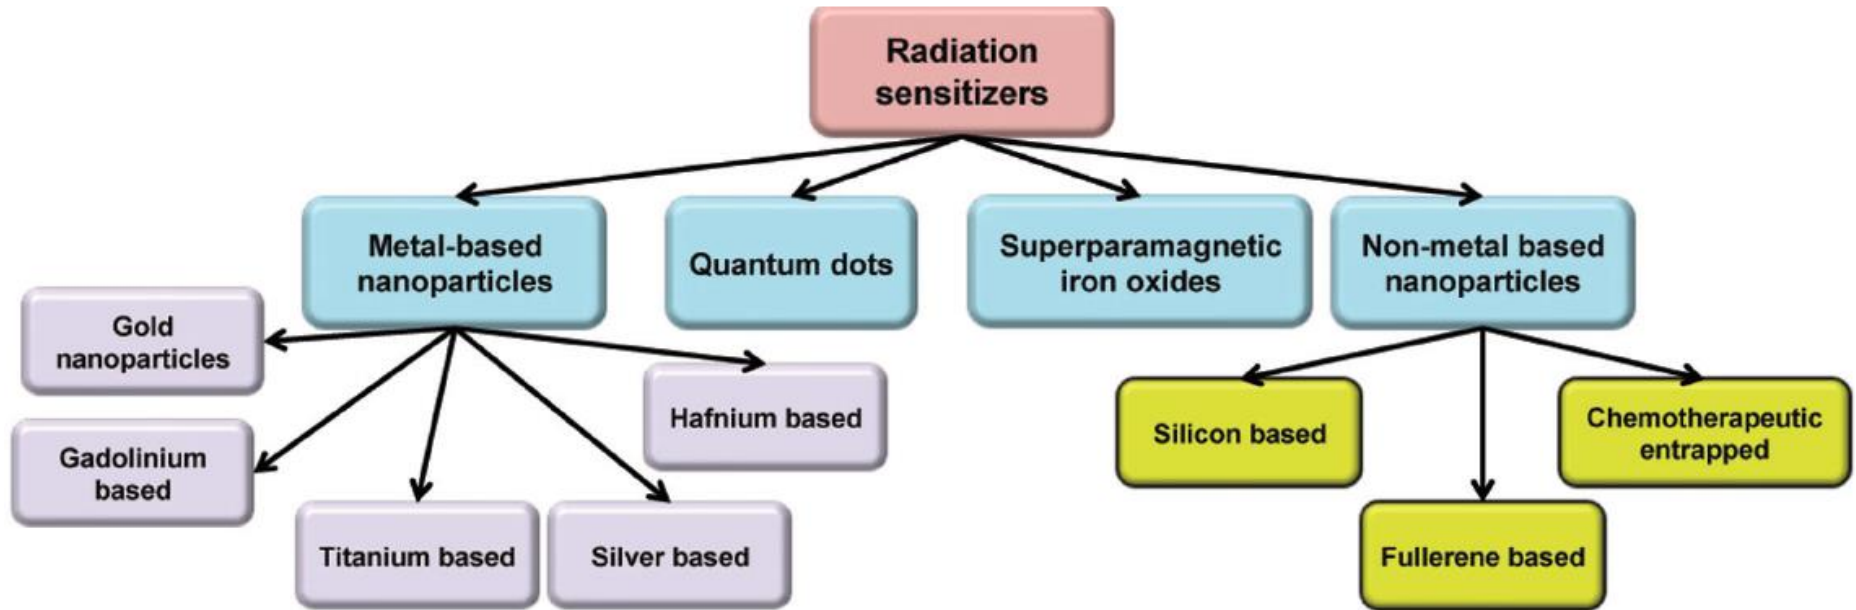 Radiation
sensitizers
Metal-based
nanoparticles
Quantum dots
Superparamagnetic
iron oxides
Non-metal based
nanoparticles
Gold
nanoparticles
Gadolinium
based
Titanium based
Silver based
Hafnium based
Silicon based
Fullerene based
Chemotherapeutic
entrapped